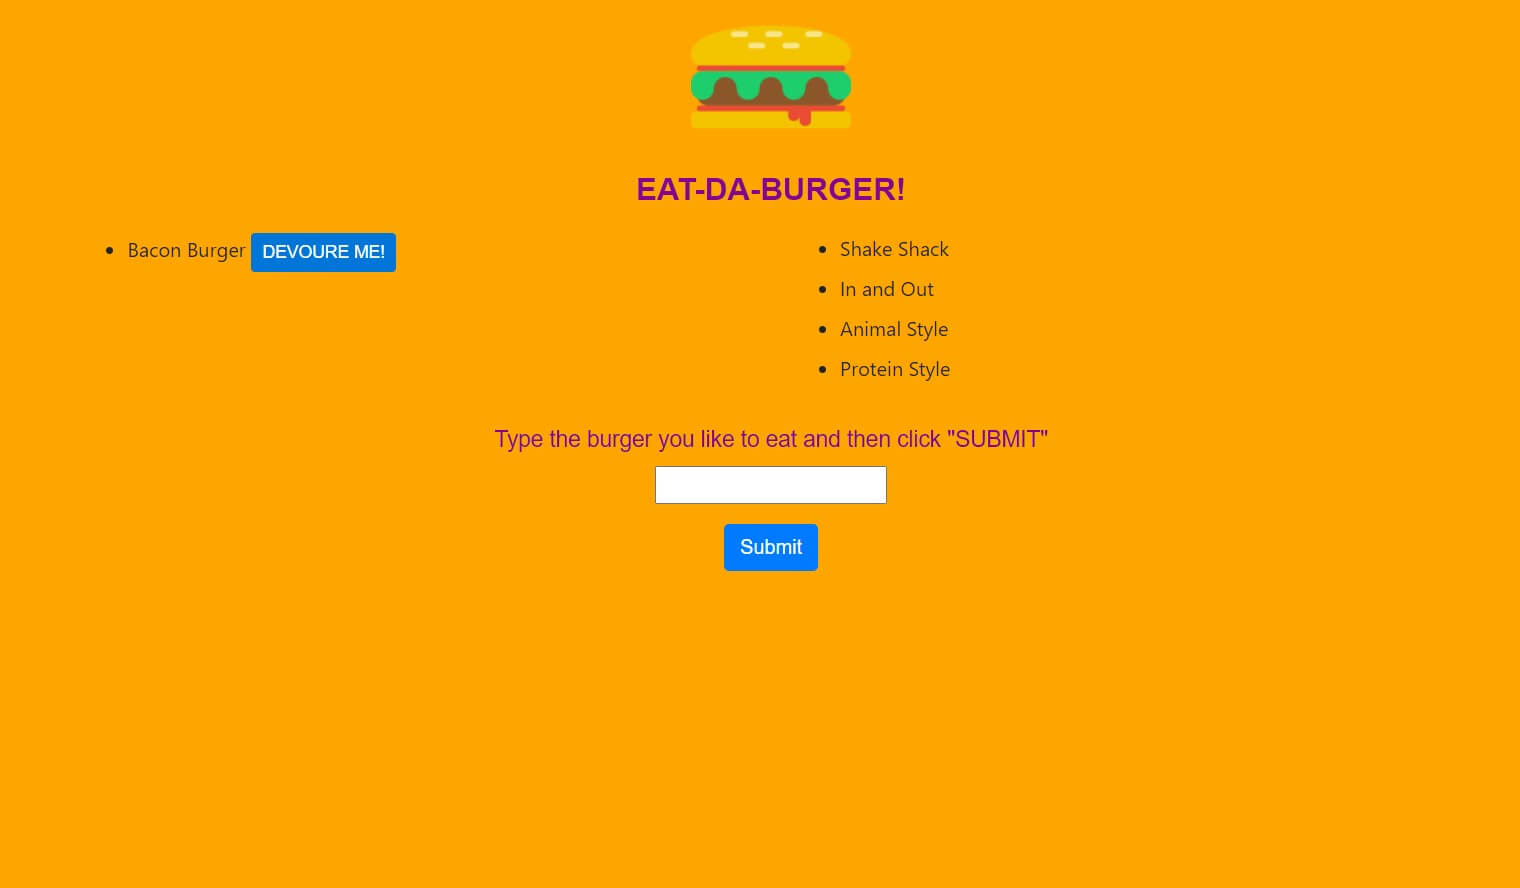 EAT-DA-BURGER!
Bacon Burger DEVOURE ME!
Shake Shack
In and Out
Animal Style
Protein Style
Type the burger you like to eat and then click "SUBMIT"
Submit